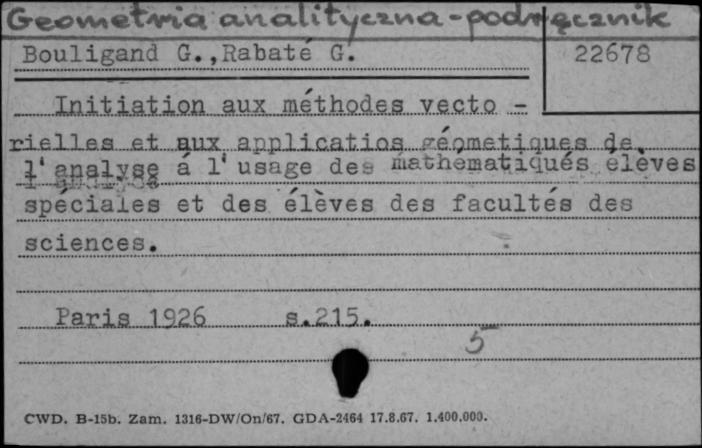 Geometria analityczna - podręcznik
Bouligand G.,Rabaté G. 22678
Initiation aux méthodes vecto -
rielles et aux applicatios géometiques de
l'analyse á l'usage des mathematiqués élèves
spéciales et des élèves des facultés des
sciences.
Paris 1926 s.215.
5
CWD. B-15b. Zam. 1316-DW/On/67. GDA-2464 17.8.67. 1.400.000.